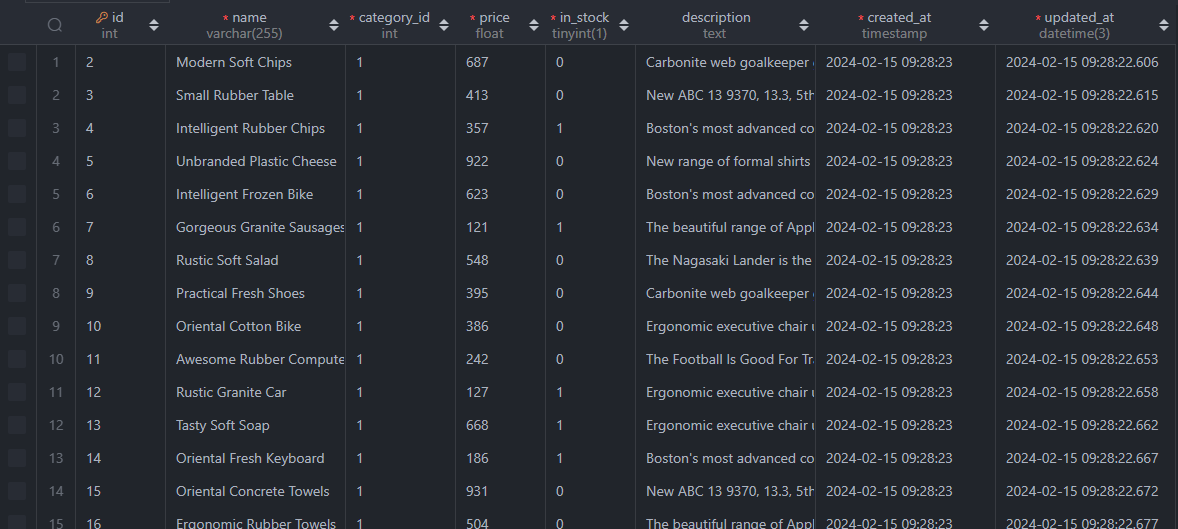 * id * name * category_id * price * in_stock description * created_at * updated_at
int varchar(255) int float tinyint(1) text timestamp datetime(3)
1 2 Modern Soft Chips 1 687 0 Carbonite web goalkeeper 2024-02-15 09:28:23 2024-02-15 09:28:22.606
2 3 Small Rubber Table 1 413 0 New ABC 13 9370, 13.3, 5th 2024-02-15 09:28:23 2024-02-15 09:28:22.615
3 4 Intelligent Rubber Chips 1 357 1 Boston's most advanced co 2024-02-15 09:28:23 2024-02-15 09:28:22.620
4 5 Unbranded Plastic Cheese 1 922 0 New range of formal shirts 2024-02-15 09:28:23 2024-02-15 09:28:22.624
5 6 Intelligent Frozen Bike 1 623 0 Boston's most advanced co 2024-02-15 09:28:23 2024-02-15 09:28:22.629
6 7 Gorgeous Granite Sausages 1 121 1 The beautiful range of Appl 2024-02-15 09:28:23 2024-02-15 09:28:22.634
7 8 Rustic Soft Salad 1 548 0 The Nagasaki Lander is the 2024-02-15 09:28:23 2024-02-15 09:28:22.639
8 9 Practical Fresh Shoes 1 395 0 Carbonite web goalkeeper 2024-02-15 09:28:23 2024-02-15 09:28:22.644
9 10 Oriental Cotton Bike 1 386 0 Ergonomic executive chair u 2024-02-15 09:28:23 2024-02-15 09:28:22.648
10 11 Awesome Rubber Compute 1 242 0 The Football Is Good For Tra 2024-02-15 09:28:23 2024-02-15 09:28:22.653
11 12 Rustic Granite Car 1 127 1 Ergonomic executive chair u 2024-02-15 09:28:23 2024-02-15 09:28:22.658
12 13 Tasty Soft Soap 1 668 1 Ergonomic executive chair u 2024-02-15 09:28:23 2024-02-15 09:28:22.662
13 14 Oriental Fresh Keyboard 1 186 1 Boston's most advanced co 2024-02-15 09:28:23 2024-02-15 09:28:22.667
14 15 Oriental Concrete Towels 1 931 0 New ABC 13 9370, 13.3, 5th 2024-02-15 09:28:23 2024-02-15 09:28:22.672
15 16 Ergonomic Rubber Towels 1 504 0 The beautiful range of Appl 2024-02-15 09:28:23 2024-02-15 09:28:22.677